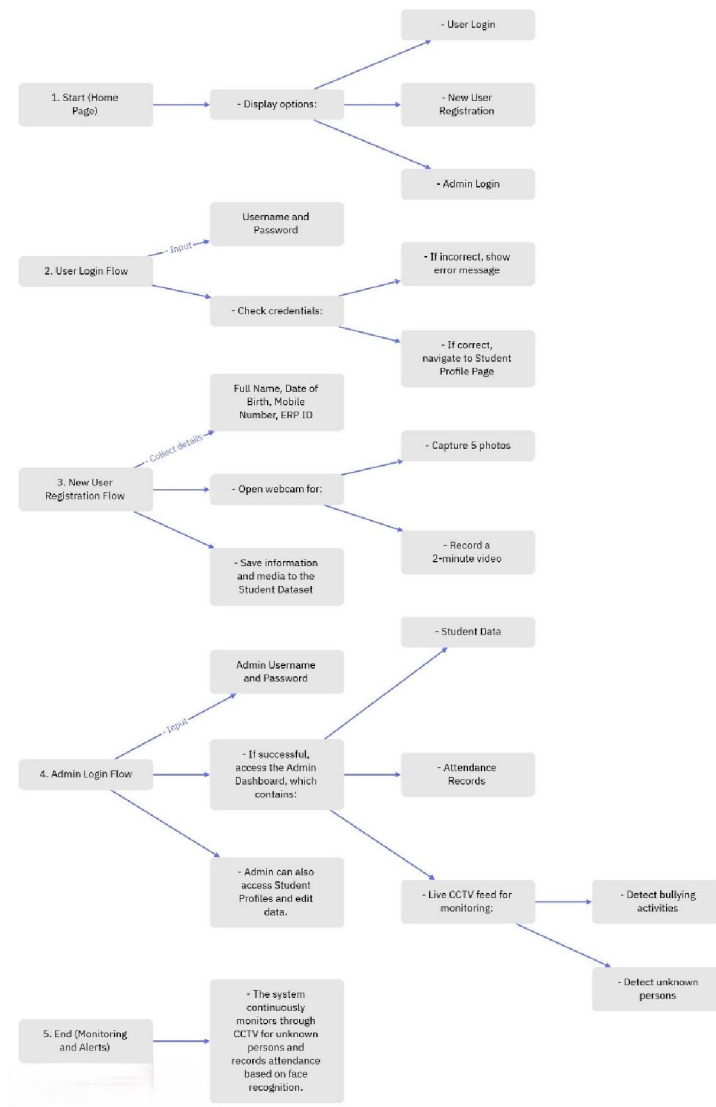 1. Start (Home
Page)
- Display options:
- User Login
- New User
Registration
- Admin Login
2. User Login Flow
- Input
Username and
Password
- Check credentials:
- If incorrect, show
error message
- If correct,
navigate to Student
Profile Page
3. New User
Registration Flow
- Collect details
Full Name, Date of
Birth, Mobile
Number, ERP ID
- Open webcam for:
- Capture 5 photos
- Record a
2-minute video
- Save information
and media to the
Student Dataset
4. Admin Login Flow
- Input
Admin Username
and Password
- If successful,
access the Admin
Dashboard, which
contains:
- Student Data
- Attendance
Records
- Live CCTV feed for
monitoring:
- Detect bullying
activities
- Detect unknown
persons
- Admin can also
access Student
Profiles and edit
data.
5. End (Monitoring
and Alerts)
- The system
continuously
monitors through
CCTV for unknown
persons and
records attendance
based on face
recognition.